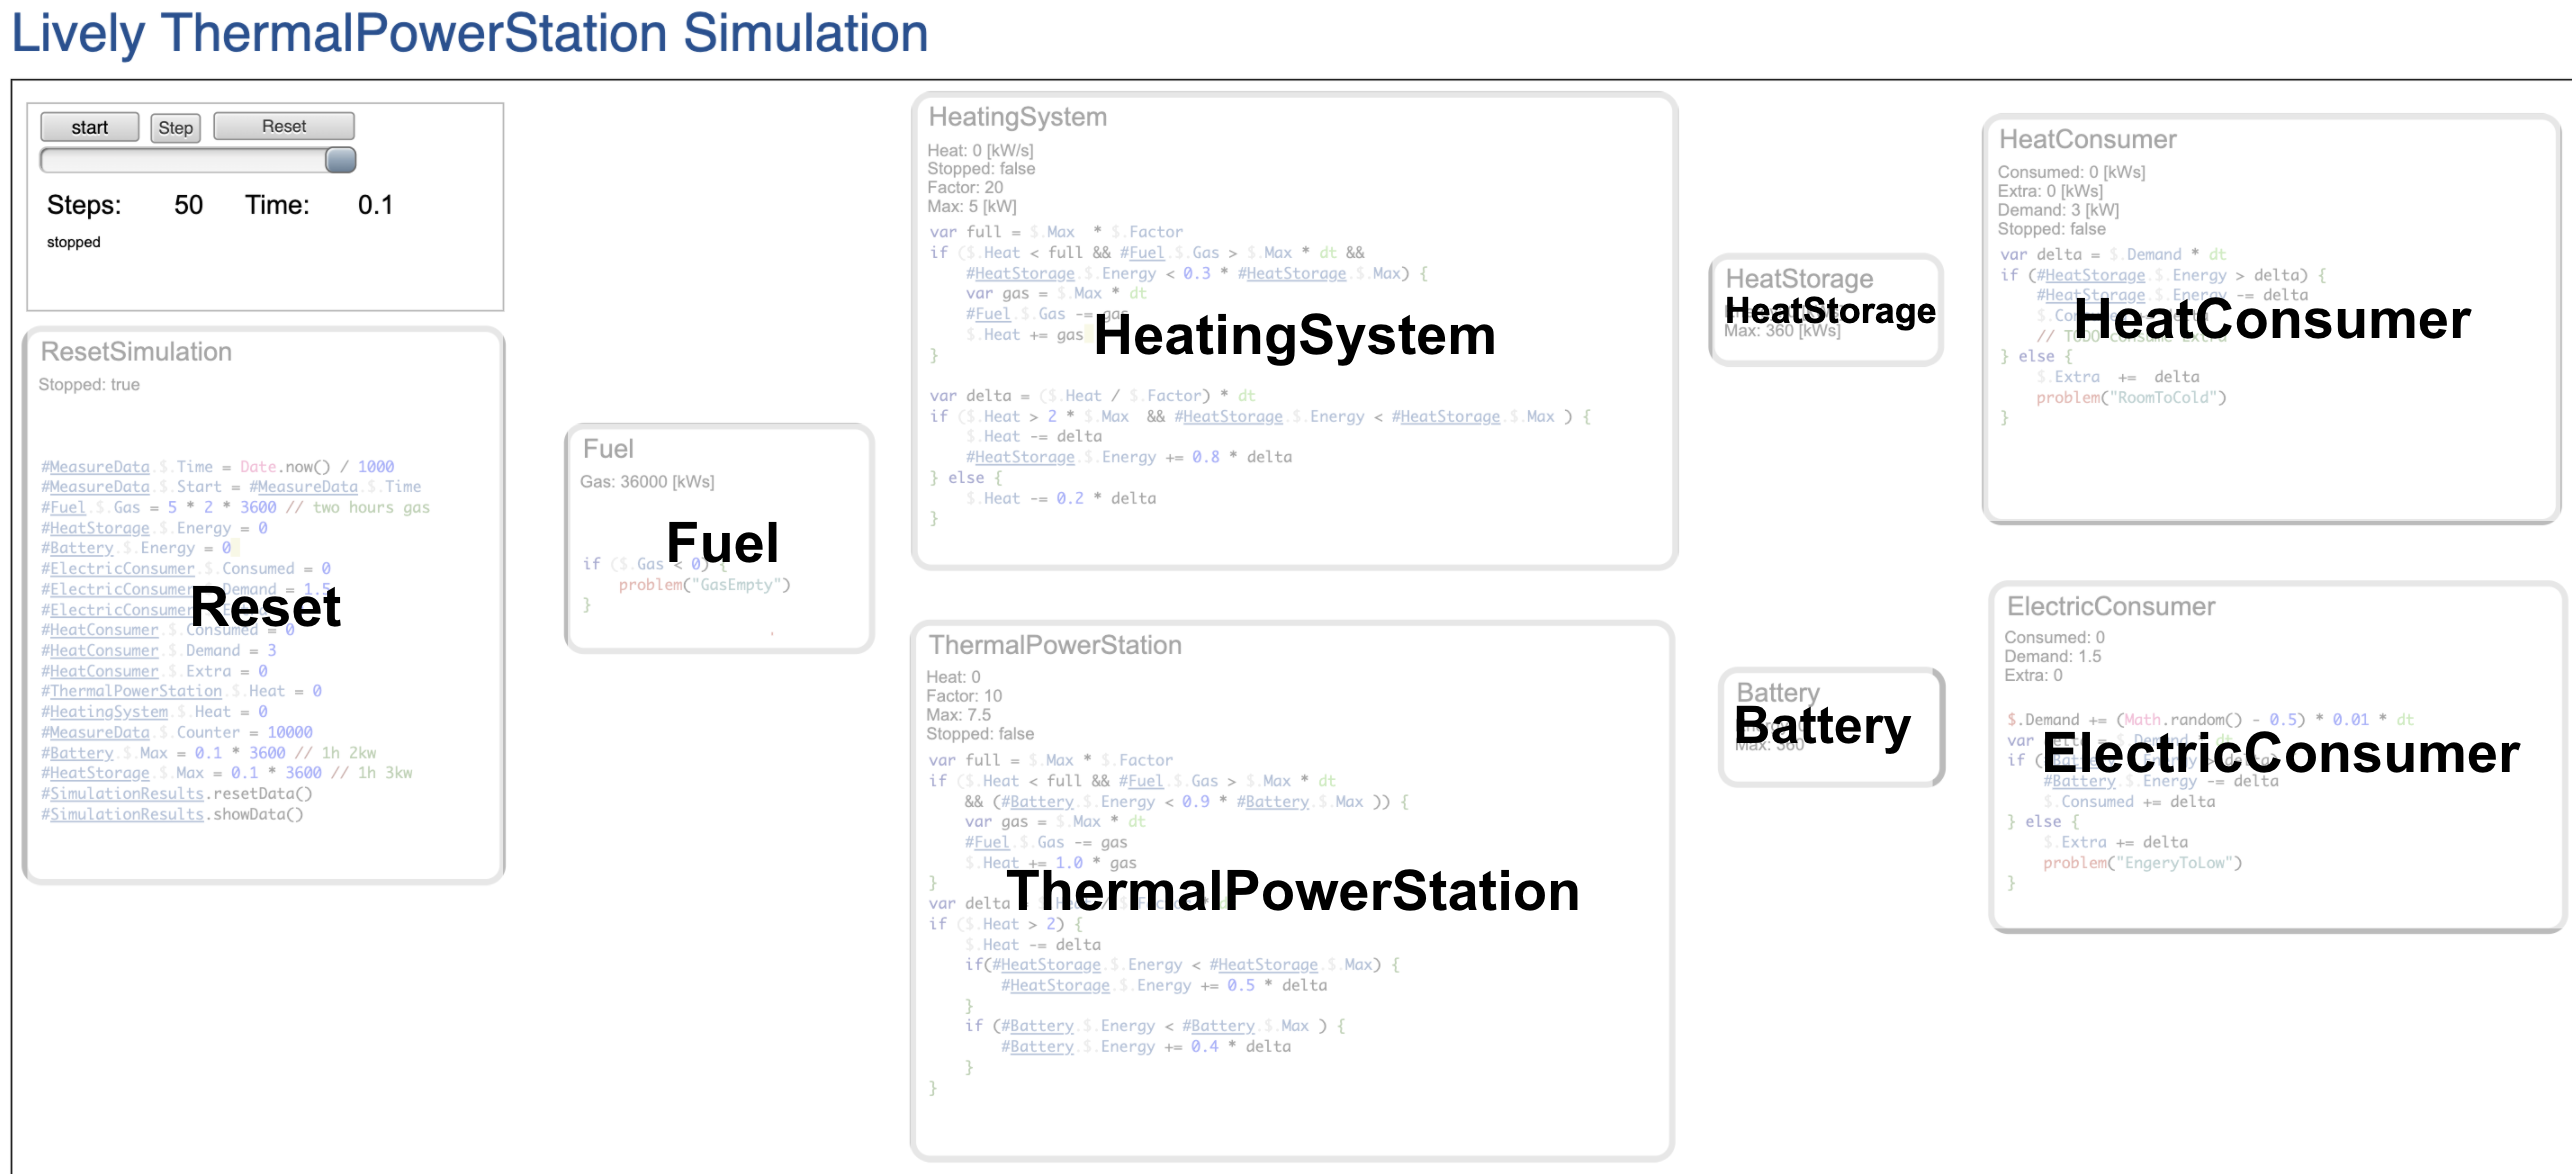 Lively ThermalPowerStation Simulation
start Step Reset
Steps: 50 Time: 0.1
stopped
ResetSimulation
Stopped: true
#MeasureData.$.Time = Date.now() / 1000
#MeasureData.$.Start = #MeasureData.$.Time
#Fuel.$.Gas = 5 * 2 * 3600 // two hours gas
#HeatStorage.$.Energy = 0
#Battery.$.Energy = 0
#ElectricConsumer.$.Consumed = 0
#ElectricConsumer.$.Demand = 1.5
#ElectricConsumer
Reset
#HeatConsumer.$.Consumed = 0
#HeatConsumer.$.Demand = 3
#HeatConsumer.$.Extra = 0
#ThermalPowerStation.$.Heat = 0
#HeatingSystem.$.Heat = 0
#MeasureData.$.Counter = 10000
#Battery.$.Max = 0.1 * 3600 // 1h 2kw
#HeatStorage.$.Max = 0.1 * 3600 // 1h 3kw
#SimulationResults.resetData()
#SimulationResults.showData()
Fuel
Gas: 36000 [kWs]
Fuel
if ($.Gas < 0) {
problem("GasEmpty")
}
HeatingSystem
Heat: 0 [kW/s]
Stopped: false
Factor: 20
Max: 5 [kW]
var full = $.Max * $.Factor
if ($.Heat < full && #Fuel.$.Gas > $.Max * dt &&
#HeatStorage.$.Energy < 0.3 * #HeatStorage.$.Max) {
var gas = $.Max * dt
#Fuel.$.Gas -= gas
$.Heat += gas
HeatingSystem
}
var delta = ($.Heat / $.Factor) * dt
if ($.Heat > 2 * $.Max && #HeatStorage.$.Energy < #HeatStorage.$.Max ) {
$.Heat -= delta
#HeatStorage.$.Energy += 0.8 * delta
} else {
$.Heat -= 0.2 * delta
}
ThermalPowerStation
Heat: 0
Factor: 10
Max: 7.5
Stopped: false
var full = $.Max * $.Factor
if ($.Heat < full && #Fuel.$.Gas > $.Max * dt
&& (#Battery.$.Energy < 0.9 * #Battery.$.Max )) {
var gas = $.Max * dt
#Fuel.$.Gas -= gas
$.Heat += 1.0 * gas
}
ThermalPowerStation
var delta
if ($.Heat > 2) {
$.Heat -= delta
if(#HeatStorage.$.Energy < #HeatStorage.$.Max) {
#HeatStorage.$.Energy += 0.5 * delta
}
if (#Battery.$.Energy < #Battery.$.Max ) {
#Battery.$.Energy += 0.4 * delta
}
}
HeatStorage
HeatStorage
Max: 360 [kWs]
Battery
Battery
Max: 360
HeatConsumer
Consumed: 0 [kWs]
Extra: 0 [kWs]
Demand: 3 [kW]
Stopped: false
var delta = $.Demand * dt
if (#HeatStorage.$.Energy > delta) {
#HeatStorage.$.Energy -= delta
HeatConsumer
} else {
$.Extra += delta
problem("RoomToCold")
}
ElectricConsumer
Consumed: 0
Demand: 1.5
Extra: 0
$.Demand += (Math.random() - 0.5) * 0.01 * dt
var delta = $.Demand * dt
ElectricConsumer
#Battery.$.Energy -= delta
$.Consumed += delta
} else {
$.Extra += delta
problem("EngeryToLow")
}